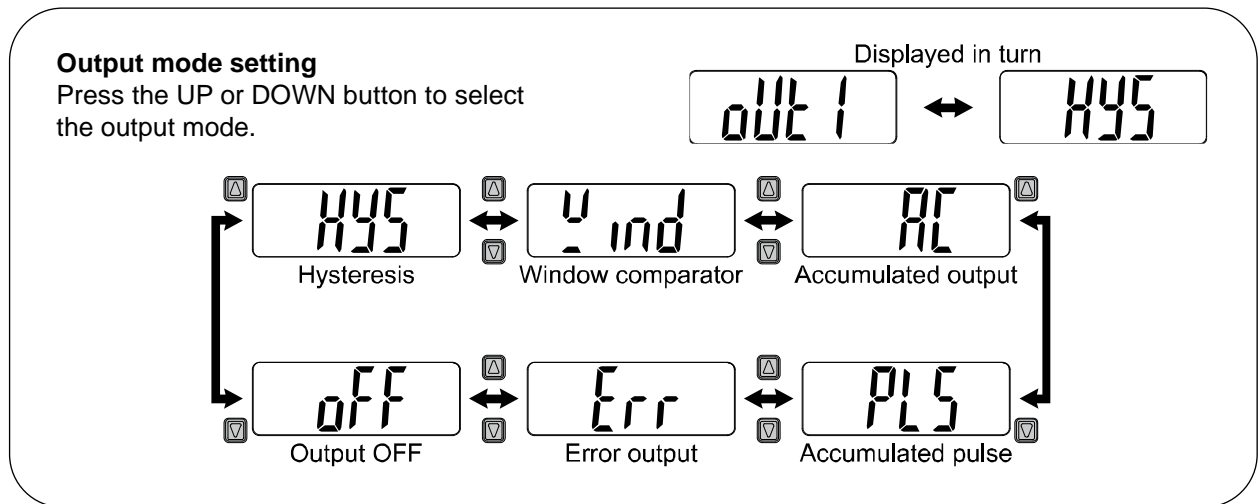 Output mode setting
Press the UP or DOWN button to select
the output mode.
Displayed in turn
oUt1 HYS
HYS Y ind AC
Hysteresis Window comparator Accumulated output
oFF Err PLS
Output OFF Error output Accumulated pulse